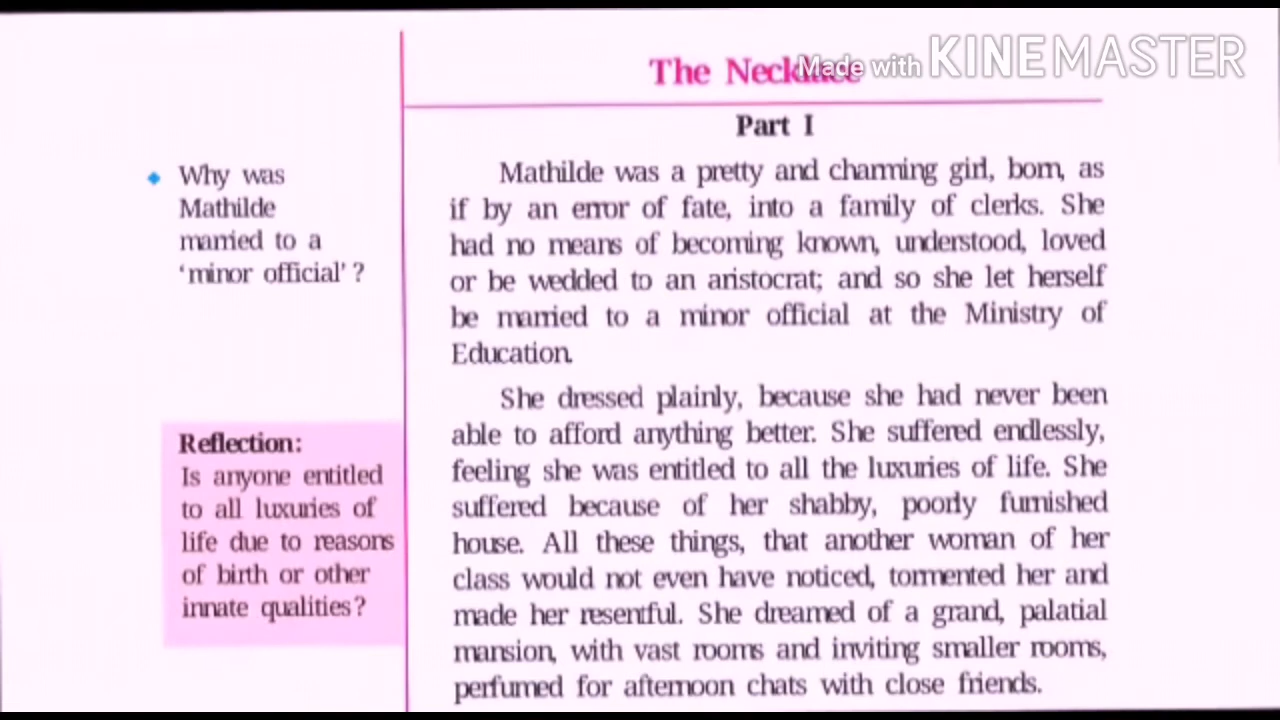 Made with KINEMASTER
The Necklace
Part I
Why was
Mathilde
married to a
‘minor official’ ?
Reflection:
Is anyone entitled
to all luxuries of
life due to reasons
of birth or other
innate qualities?
Mathilde was a pretty and charming girl, born, as
if by an error of fate, into a family of clerks. She
had no means of becoming known, understood, loved
or be wedded to an aristocrat; and so she let herself
be married to a minor official at the Ministry of
Education.
She dressed plainly, because she had never been
able to afford anything better. She suffered endlessly,
feeling she was entitled to all the luxuries of life. She
suffered because of her shabby, poorly furnished
house. All these things, that another woman of her
class would not even have noticed, tormented her and
made her resentful. She dreamed of a grand, palatial
mansion, with vast rooms and inviting smaller rooms,
perfumed for afternoon chats with close friends.